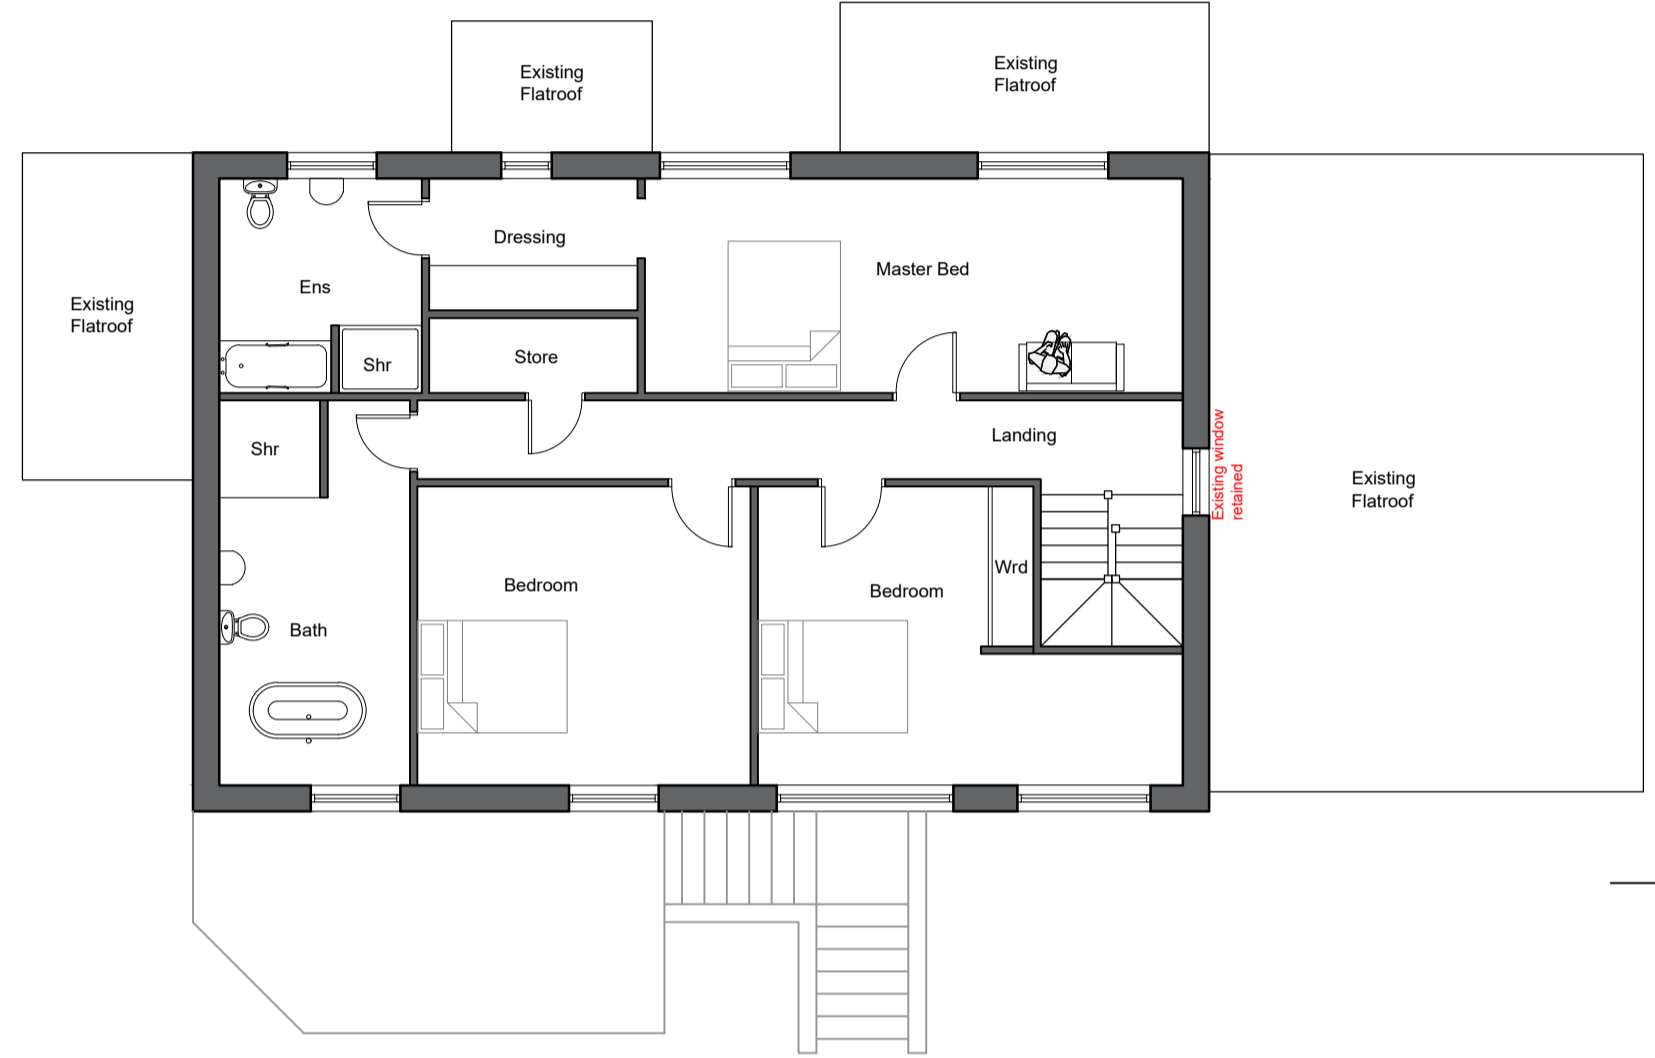 Existing
Flatroof
Existing
Flatroof
Dressing
Master Bed
Ens
Existing
Flatroof
Store
Shr
Landing
Shr
Existing window
retained
Existing
Flatroof
Wrd
Bedroom
Bedroom
Bath